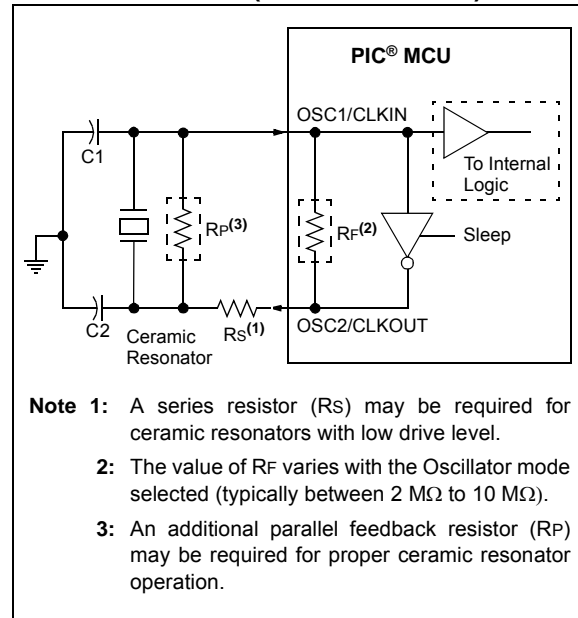 PIC® MCU
OSC1/CLKIN
C1
To Internal
Logic
RP(3)
RF(2)
Sleep
C2
Ceramic
Resonator
RS(1)
OSC2/CLKOUT
Note 1: A series resistor (RS) may be required for
ceramic resonators with low drive level.
2: The value of RF varies with the Oscillator mode
selected (typically between 2 MΩ to 10 MΩ).
3: An additional parallel feedback resistor (RP)
may be required for proper ceramic resonator
operation.